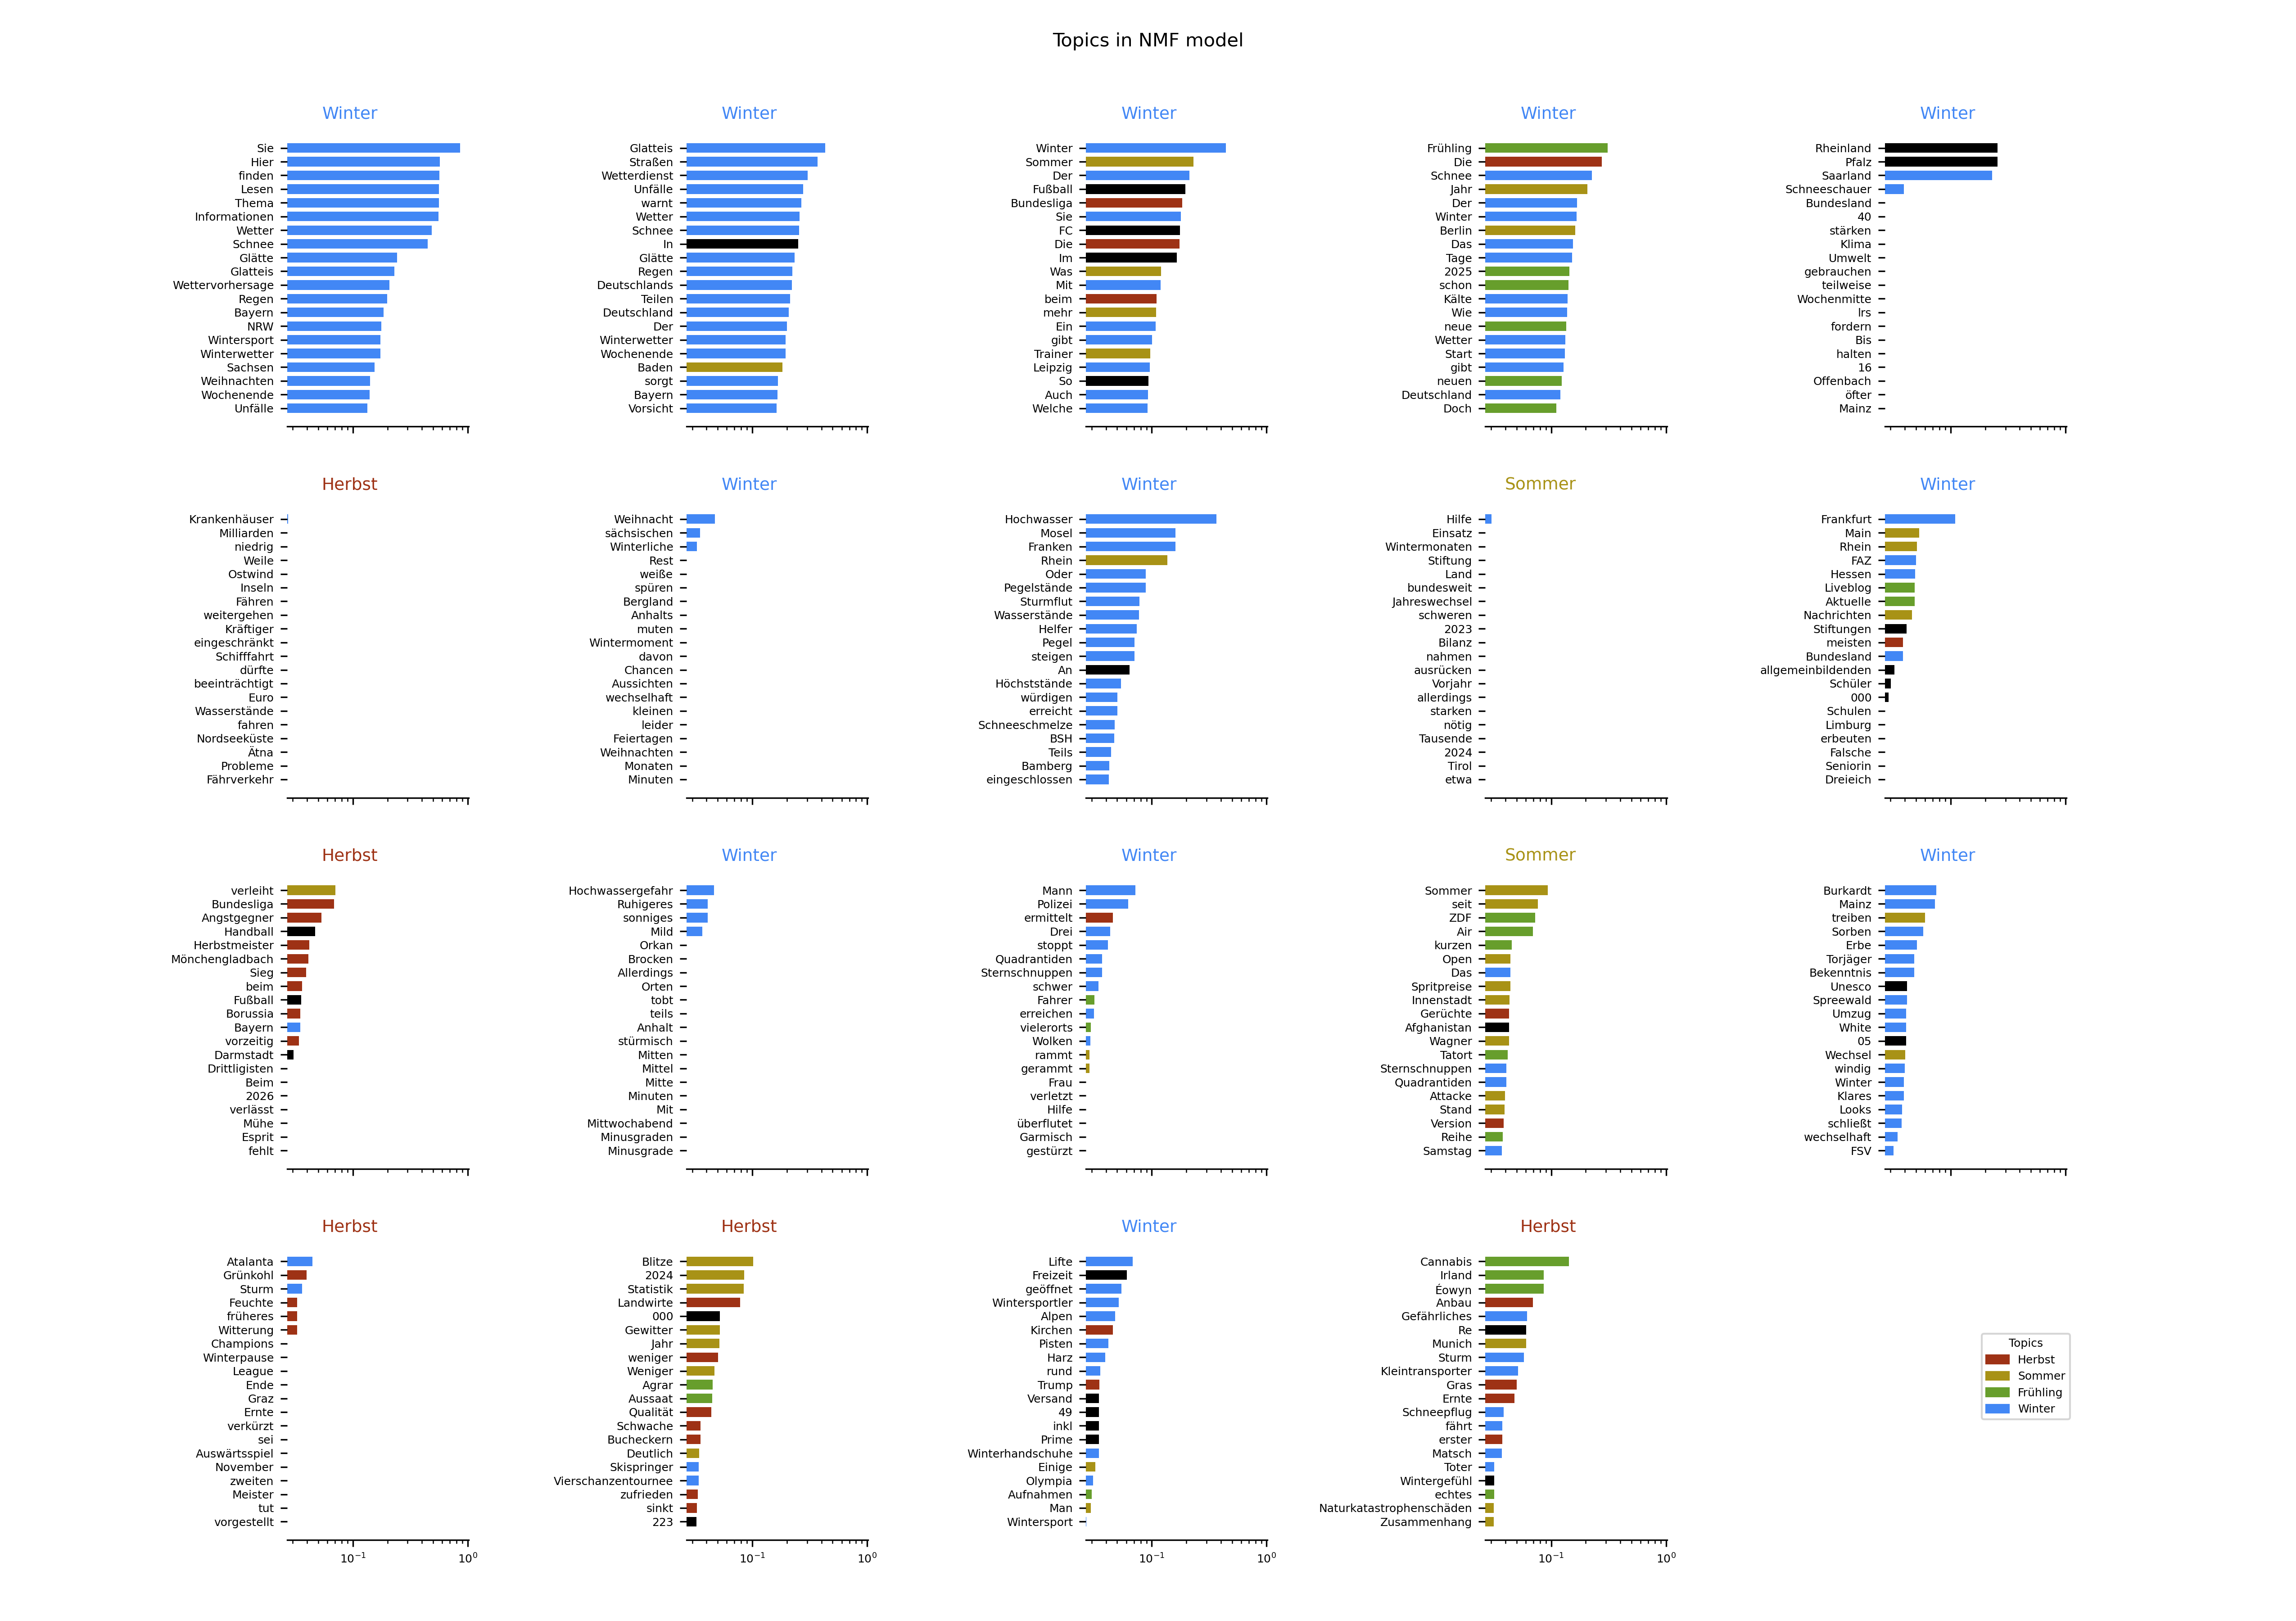 Topics in NMF model
Winter
Sie
Hier
finden
Lesen
Thema
Informationen
Wetter
Schnee
Glätte
Glatteis
Wettervorhersage
Regen
Bayern
NRW
Wintersport
Winterwetter
Sachsen
Weihnachten
Wochenende
Unfälle
Winter
Glatteis
Straßen
Wetterdienst
Unfälle
warnt
Wetter
Schnee
In
Glätte
Regen
Deutschlands
Teilen
Deutschland
Der
Winterwetter
Wochenende
Baden
sorgt
Bayern
Vorsicht
Winter
Winter
Sommer
Der
Fußball
Bundesliga
Sie
FC
Die
Im
Was
Mit
beim
mehr
Ein
gibt
Trainer
Leipzig
So
Auch
Welche
Winter
Frühling
Die
Schnee
Jahr
Der
Winter
Berlin
Das
Tage
2025
schon
Kälte
Wie
neue
Wetter
Start
gibt
neuen
Deutschland
Doch
Winter
Rheinland
Pfalz
Saarland
Schneeschauer
Bundesland
40
stärken
Klima
Umwelt
gebrauchen
teilweise
Wochenmitte
lrs
fordern
Bis
halten
16
Offenbach
öfter
Mainz
Herbst
Krankenhäuser
Milliarden
niedrig
Weile
Ostwind
Inseln
Fähren
weitergehen
Kräftiger
eingeschränkt
Schifffahrt
dürfte
beeinträchtigt
Euro
Wasserstände
fahren
Nordseeküste
Ätna
Probleme
Fährverkehr
Winter
Weihnacht
sächsischen
Winterliche
Rest
weiße
spüren
Bergland
Anhalts
muten
Wintermoment
davon
Chancen
Aussichten
wechselhaft
kleinen
leider
Feiertagen
Weihnachten
Monaten
Minuten
Winter
Hochwasser
Mosel
Franken
Rhein
Oder
Pegelstände
Sturmflut
Wasserstände
Helfer
Pegel
steigen
An
Höchststände
würdigen
erreicht
Schneeschmelze
BSH
Teils
Bamberg
eingeschlossen
Sommer
Hilfe
Einsatz
Wintermonaten
Stiftung
Land
bundesweit
Jahreswechsel
schweren
2023
Bilanz
nahmen
ausrücken
Vorjahr
allerdings
starken
nötig
Tausende
2024
Tirol
etwa
Winter
Frankfurt
Main
Rhein
FAZ
Hessen
Liveblog
Aktuelle
Nachrichten
Stiftungen
meisten
Bundesland
allgemeinbildenden
Schüler
000
Schulen
Limburg
erbeuten
Falsche
Seniorin
Dreieich
Herbst
verleiht
Bundesliga
Angstgegner
Handball
Herbstmeister
Mönchengladbach
Sieg
beim
Fußball
Borussia
Bayern
vorzeitig
Darmstadt
Drittligisten
Beim
2026
verlässt
Mühe
Esprit
fehlt
Winter
Hochwassergefahr
Ruhigeres
sonniges
Mild
Orkan
Brocken
Allerdings
Orten
tobt
teils
Anhalt
stürmisch
Mitten
Mittel
Mitte
Minuten
Mit
Mittwochabend
Minusgraden
Minusgrade
Winter
Mann
Polizei
ermittelt
Drei
stoppt
Quadrantiden
Sternschnuppen
schwer
Fahrer
erreichen
vielerorts
Wolken
rammt
gerammt
Frau
verletzt
Hilfe
überflutet
Garmisch
gestürzt
Sommer
Sommer
seit
ZDF
Air
kurzen
Open
Das
Spritpreise
Innenstadt
Gerüchte
Afghanistan
Wagner
Tatort
Sternschnuppen
Quadrantiden
Attacke
Stand
Version
Reihe
Samstag
Winter
Burkardt
Mainz
treiben
Sorben
Erbe
Torjäger
Bekenntnis
Unesco
Spreewald
Umzug
White
05
Wechsel
windig
Winter
Klares
Looks
schließt
wechselhaft
FSV
Herbst
Atalanta
Grünkohl
Sturm
Feuchte
früheres
Witterung
Champions
Winterpause
League
Ende
Graz
Ernte
verkürzt
sei
Auswärtsspiel
November
zweiten
Meister
tut
vorgestellt
10⁻¹ 10⁰
Herbst
Blitze
2024
Statistik
Landwirte
000
Gewitter
Jahr
weniger
Weniger
Agrar
Aussaat
Qualität
Schwache
Bucheckern
Deutlich
Skispringer
Vierschanzentournee
zufrieden
sinkt
223
10⁻¹ 10⁰
Winter
Lifte
Freizeit
geöffnet
Wintersportler
Alpen
Kirchen
Pisten
Harz
rund
Trump
Versand
49
inkl
Prime
Winterhandschuhe
Einige
Olympia
Aufnahmen
Man
Wintersport
10⁻¹ 10⁰
Herbst
Cannabis
Irland
Éowyn
Anbau
Gefährliches
Re
Munich
Sturm
Kleintransporter
Gras
Ernte
Schneepflug
fährt
erster
Matsch
Toter
Wintergefühl
echtes
Naturkatastrophenschäden
Zusammenhang
10⁻¹ 10⁰
Topics
Herbst
Sommer
Frühling
Winter